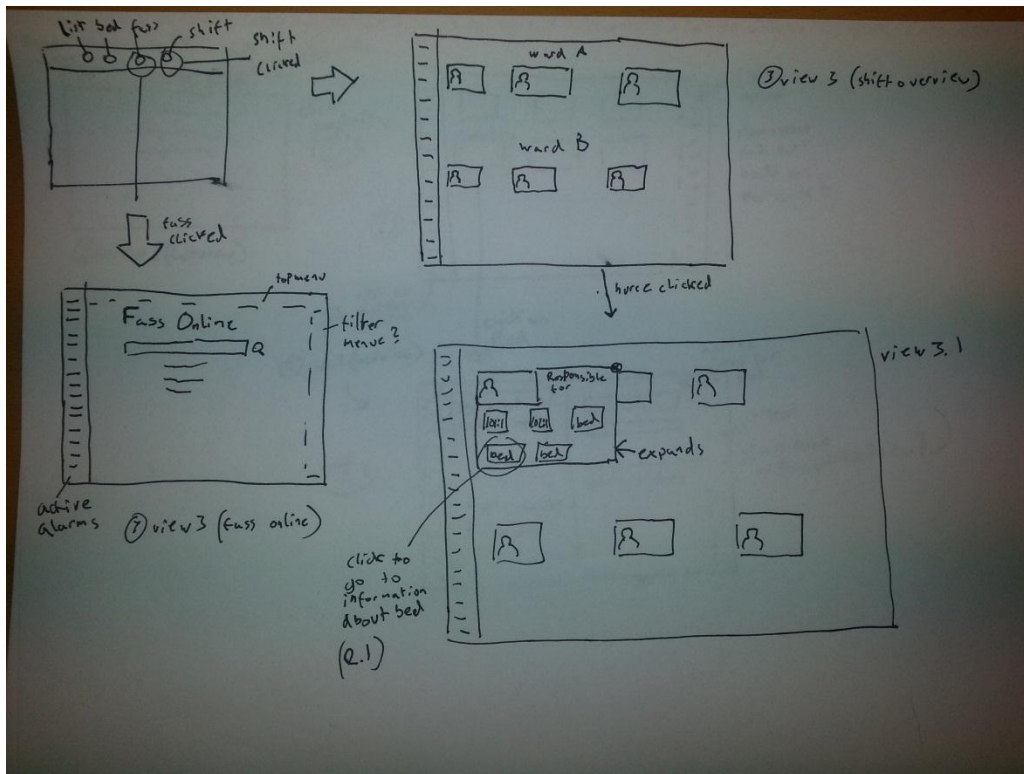 list bed fass shift
shift
clicked
fass
clicked
ward A
ward B
③ view 3 (shift overview)
nurse clicked
topmenu
Fass Online
filter
menue?
active
alarms
view 3 (fass online)
view 3.1
Responsible
for
bed
bed
bed
expands
click to
go to
information
about bed
(2.1)